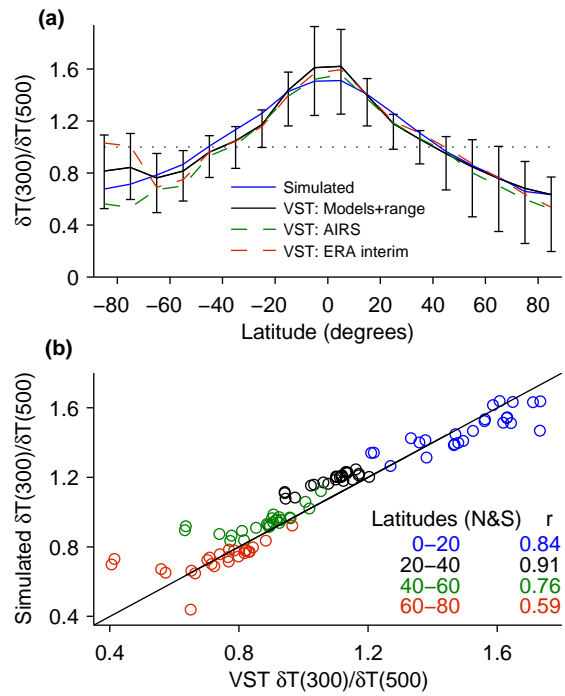 (a)
δT(300)/δT(500)
1.6
1.2
0.8
0.4
0
Simulated
VST: Models+range
VST: AIRS
VST: ERA interim
−80 −60 −40 −20 0 20 40 60 80
Latitude (degrees)
(b)
Simulated δT(300)/δT(500)
1.6
1.2
0.8
0.4
Latitudes (N&S) r
0−20 0.84
20−40 0.91
40−60 0.76
60−80 0.59
0.4 0.8 1.2 1.6
VST δT(300)/δT(500)